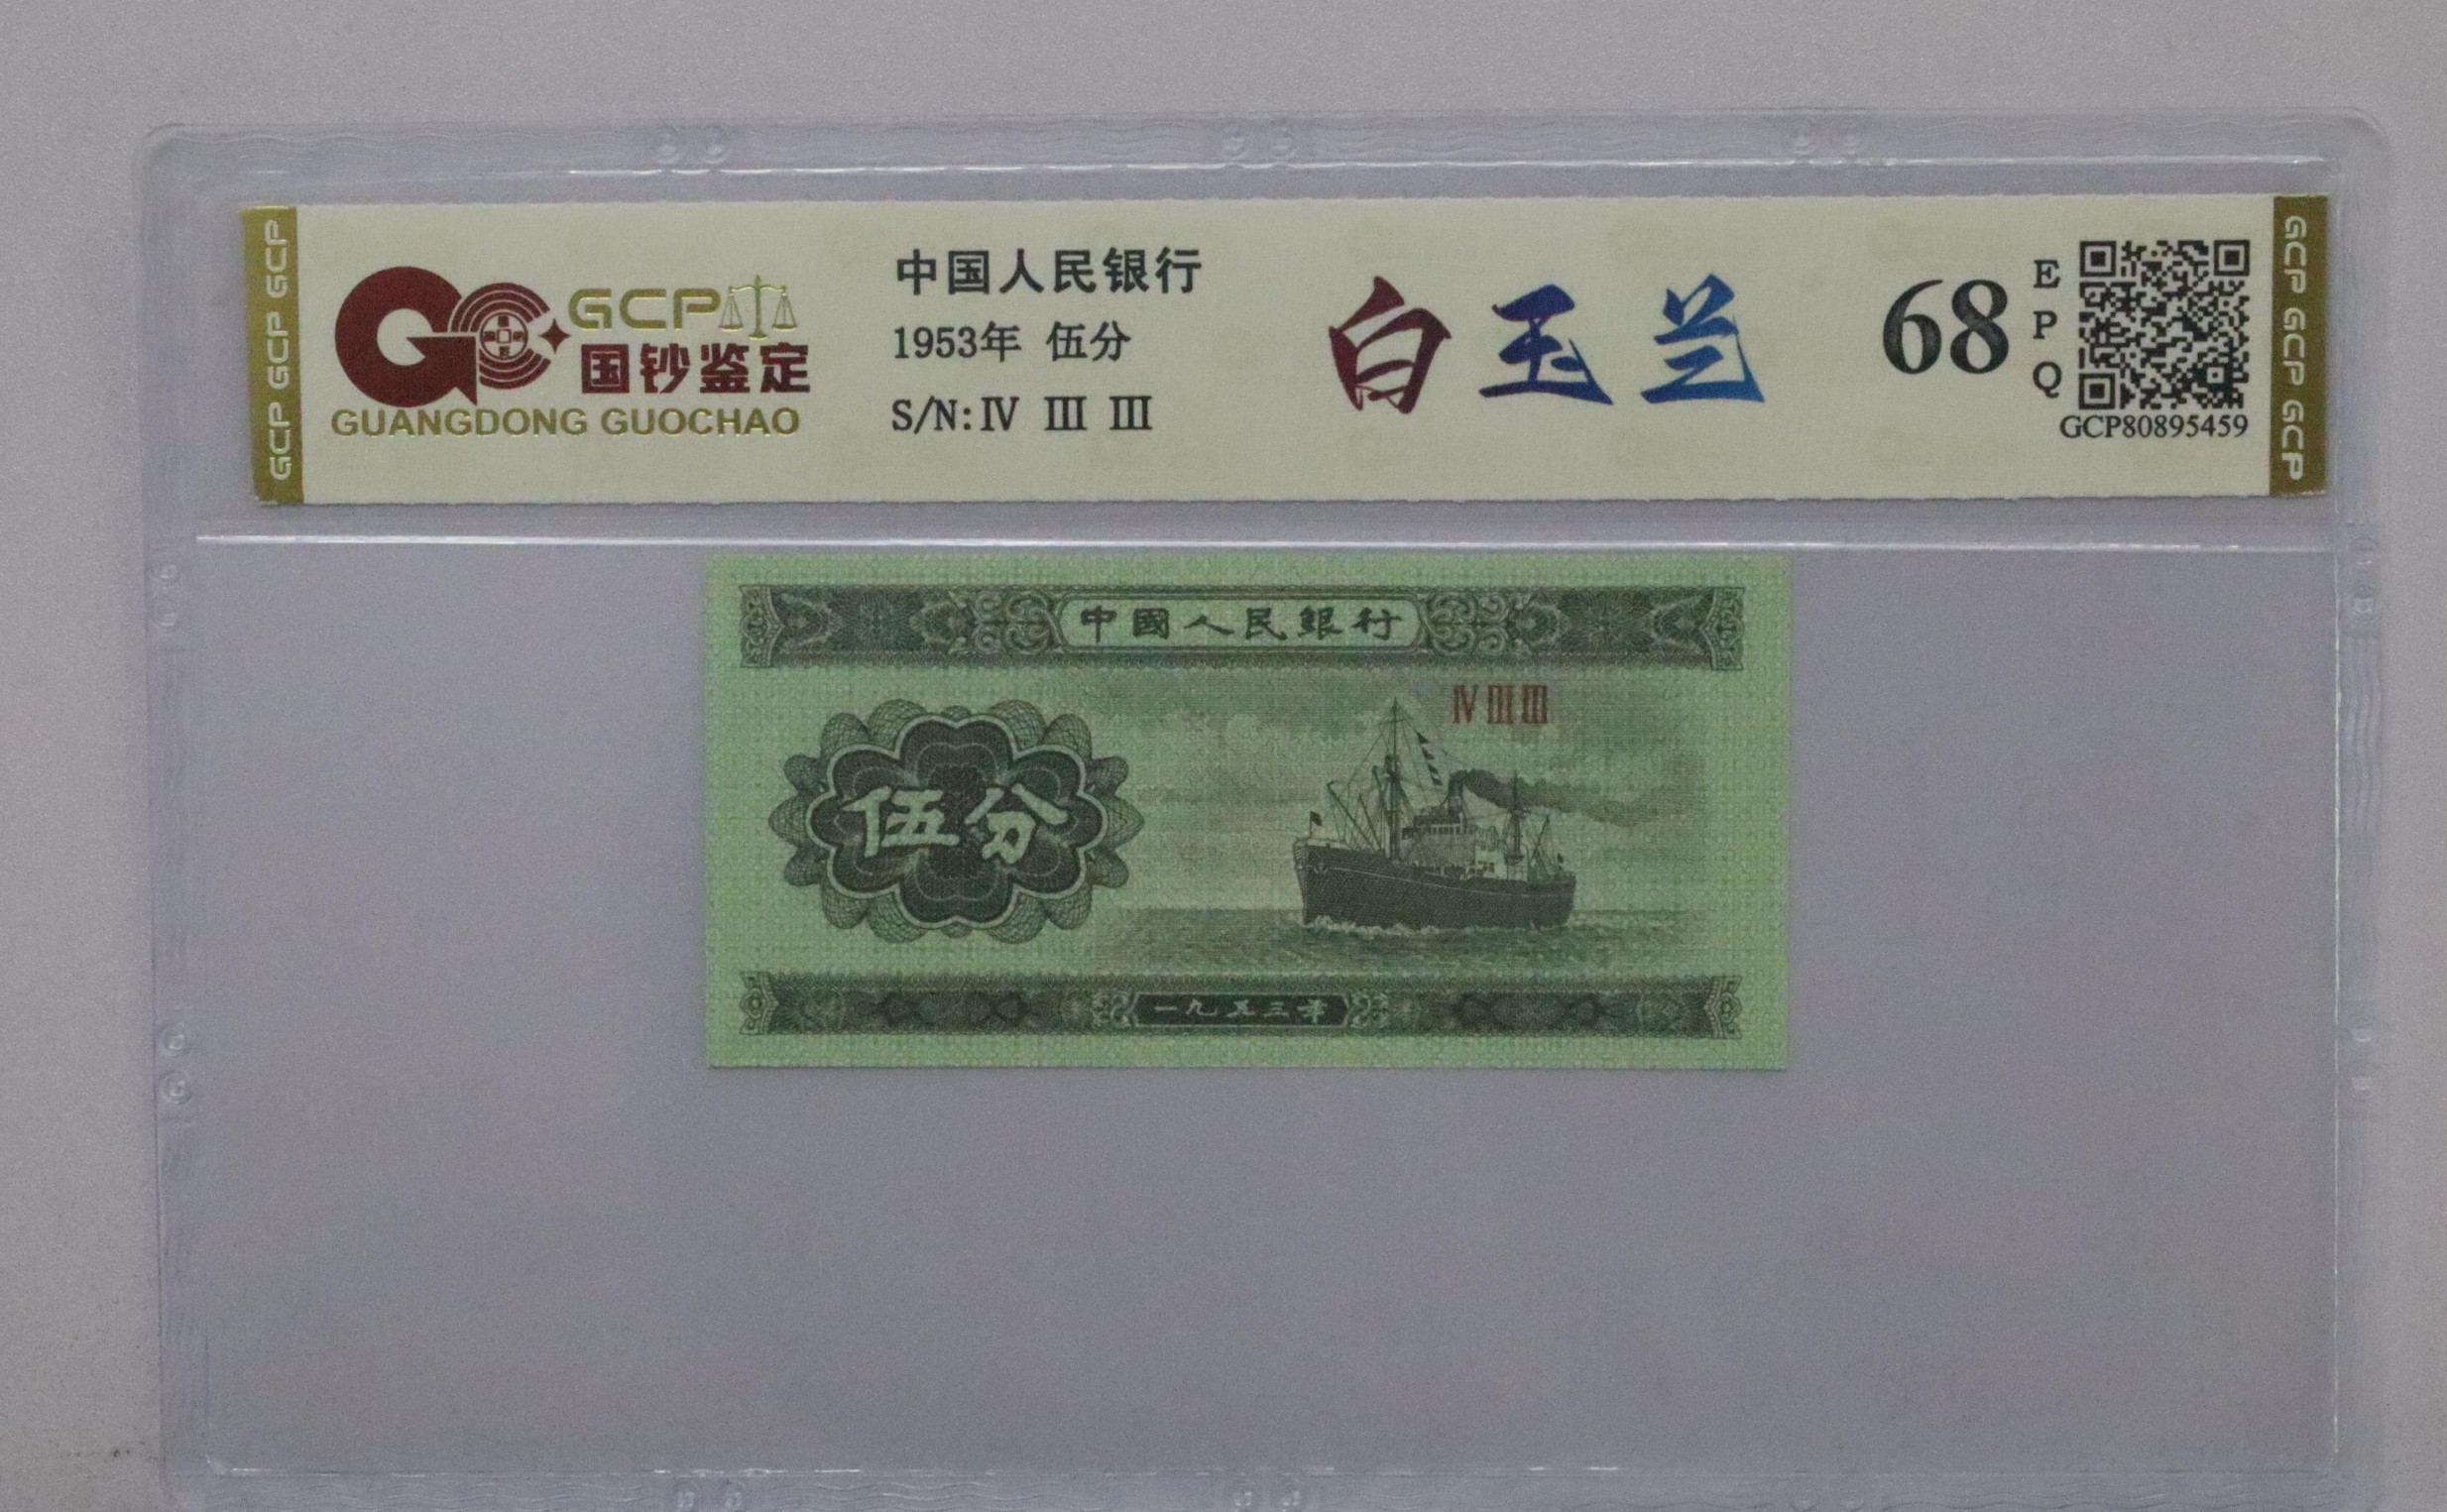 GCP GCP GCP
GCP
国钞鉴定
GUANGDONG GUOCHAO
中国人民银行
1953年 伍分
S/N: Ⅳ Ⅲ Ⅲ
白玉兰
68
EPQ
GCP80895459
GCP GCP GCP
中國人民銀行
Ⅳ Ⅲ Ⅲ
伍分
一九五三年